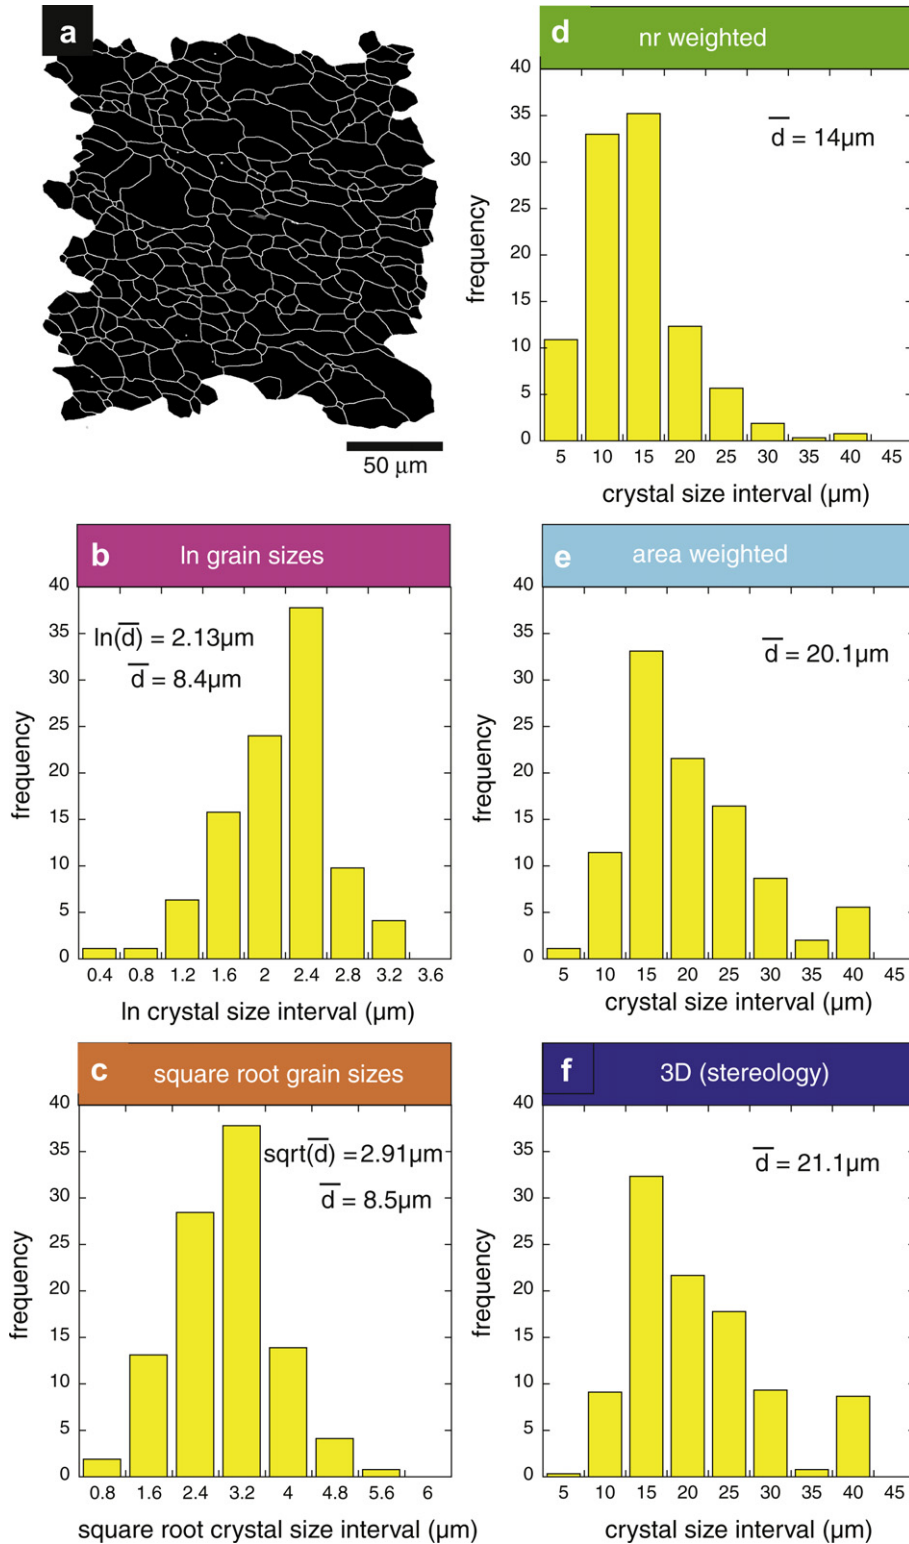 a
50 μm
d
nr weighted
40
35
30
25
20
15
10
5
0
frequency
d = 14μm
5 10 15 20 25 30 35 40 45
crystal size interval (μm)
b
ln grain sizes
40
35
30
25
20
15
10
5
0
frequency
ln(d) = 2.13μm
d = 8.4μm
0.4 0.8 1.2 1.6 2 2.4 2.8 3.2 3.6
ln crystal size interval (μm)
e
area weighted
40
35
30
25
20
15
10
5
0
frequency
d = 20.1μm
5 10 15 20 25 30 35 40 45
crystal size interval (μm)
c
square root grain sizes
40
35
30
25
20
15
10
5
0
frequency
sqrt(d) = 2.91μm
d = 8.5μm
0.8 1.6 2.4 3.2 4 4.8 5.6 6
square root crystal size interval (μm)
f
3D (stereology)
40
35
30
25
20
15
10
5
0
frequency
d = 21.1μm
5 10 15 20 25 30 35 40 45
crystal size interval (μm)